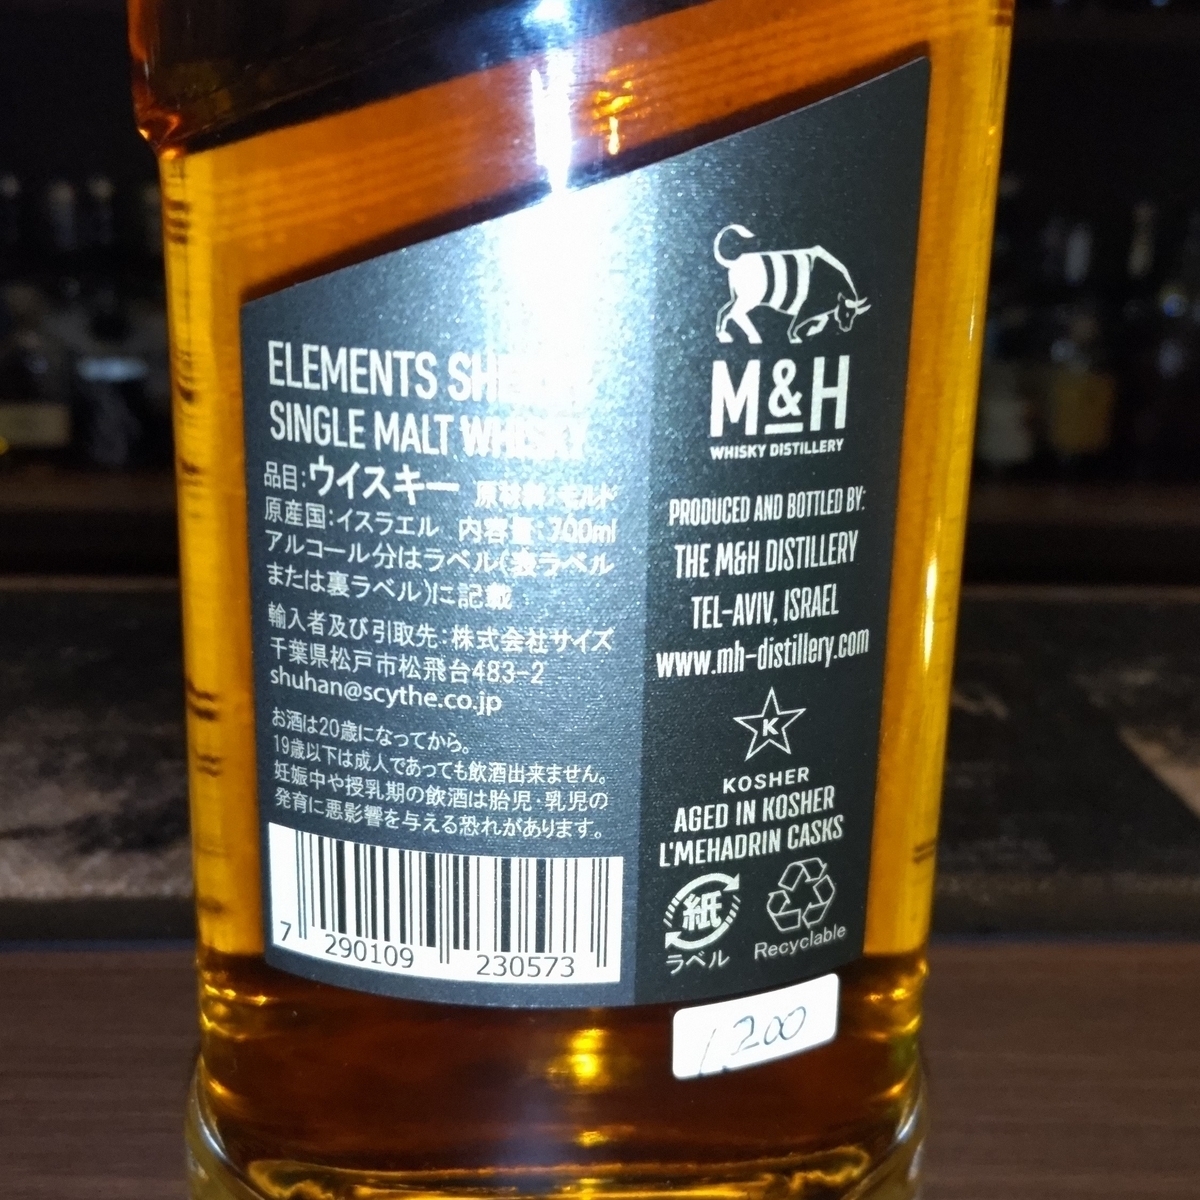 ELEMENTS SHERRY
SINGLE MALT WHISKY
品目:ウイスキー 原材料:モルト
原産国:イスラエル 内容量:700ml
アルコール分はラベル(表ラベル
または裏ラベル)に記載
輸入者及び引取先:株式会社サイズ
千葉県松戸市松飛台483-2
shuhan@scythe.co.jp
お酒は20歳になってから。
19歳以下は成人であっても飲酒出来ません。
妊娠中や授乳期の飲酒は胎児・乳児の
発育に悪影響を与える恐れがあります。
7 290109 230573
M&H
WHISKY DISTILLERY
PRODUCED AND BOTTLED BY:
THE M&H DISTILLERY
TEL-AVIV, ISRAEL
www.mh-distillery.com
K
KOSHER
AGED IN KOSHER
L'MEHADRIN CASKS
紙
ラベル
Recyclable
1,200